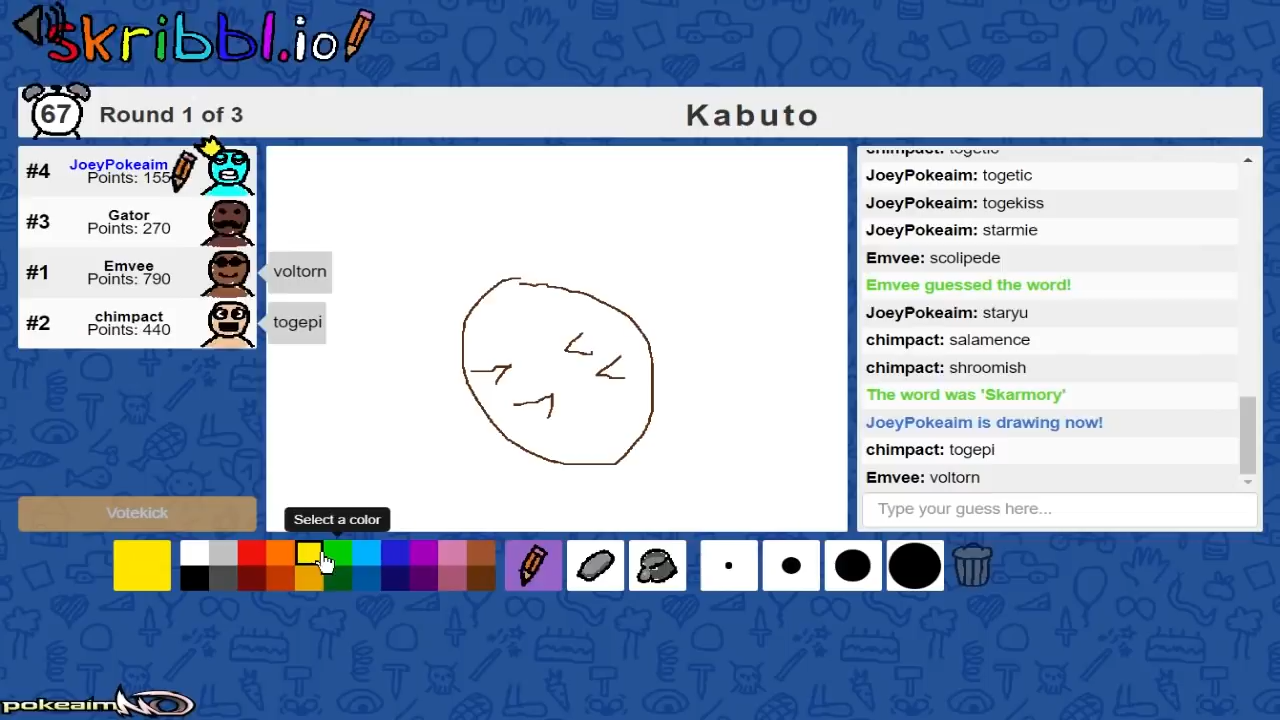 skribbl.io!
67
Round 1 of 3
Kabuto
#4
JoeyPokeaim
Points: 155
#3
Gator
Points: 270
#1
Emvee
Points: 790
voltorn
#2
chimpact
Points: 440
togepi
chimpact: togetic
JoeyPokeaim: togetic
JoeyPokeaim: togekiss
JoeyPokeaim: starmie
Emvee: scolipede
Emvee guessed the word!
JoeyPokeaim: staryu
chimpact: salamence
chimpact: shroomish
The word was 'Skarmory'
JoeyPokeaim is drawing now!
chimpact: togepi
Emvee: voltorn
Type your guess here...
Votekick
Select a color
pokeaim